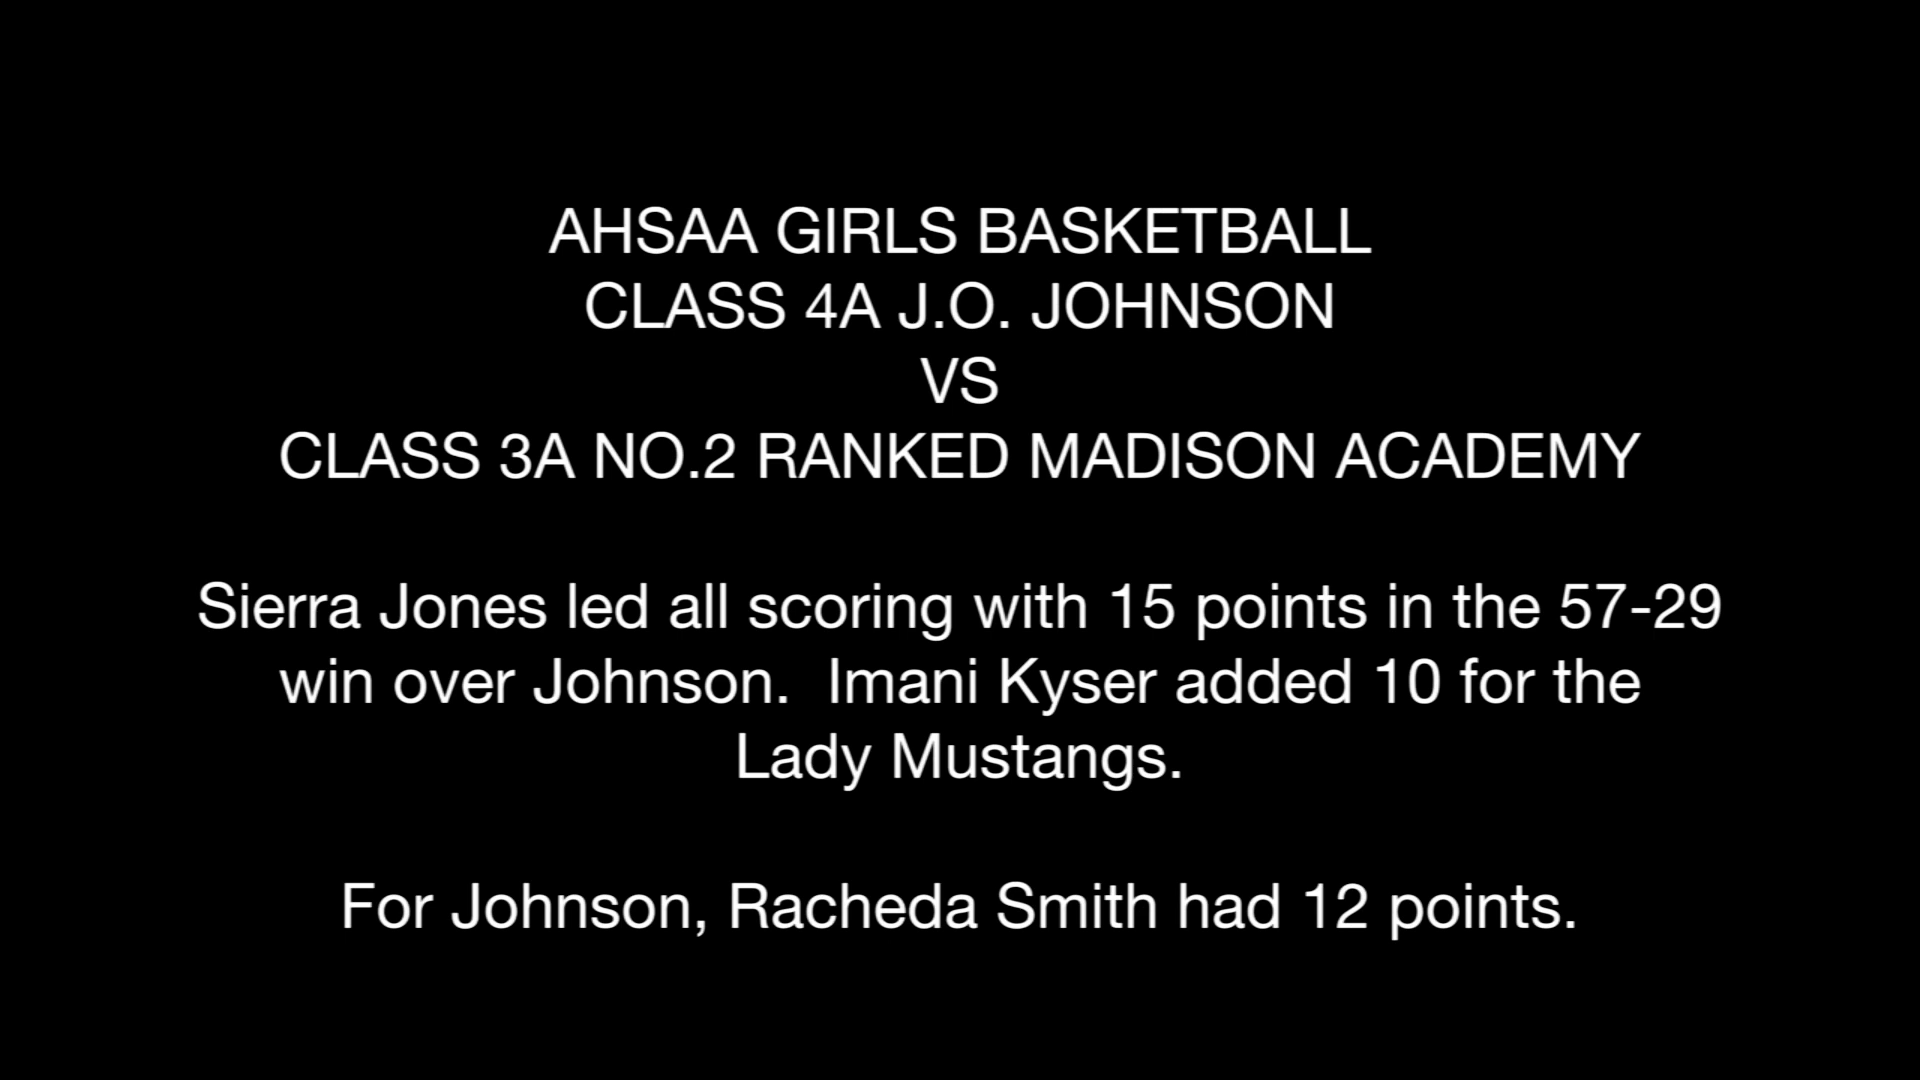 AHSAA GIRLS BASKETBALL
CLASS 4A J.O. JOHNSON
VS
CLASS 3A NO.2 RANKED MADISON ACADEMY
Sierra Jones led all scoring with 15 points in the 57-29
win over Johnson.  Imani Kyser added 10 for the
Lady Mustangs.
For Johnson, Racheda Smith had 12 points.